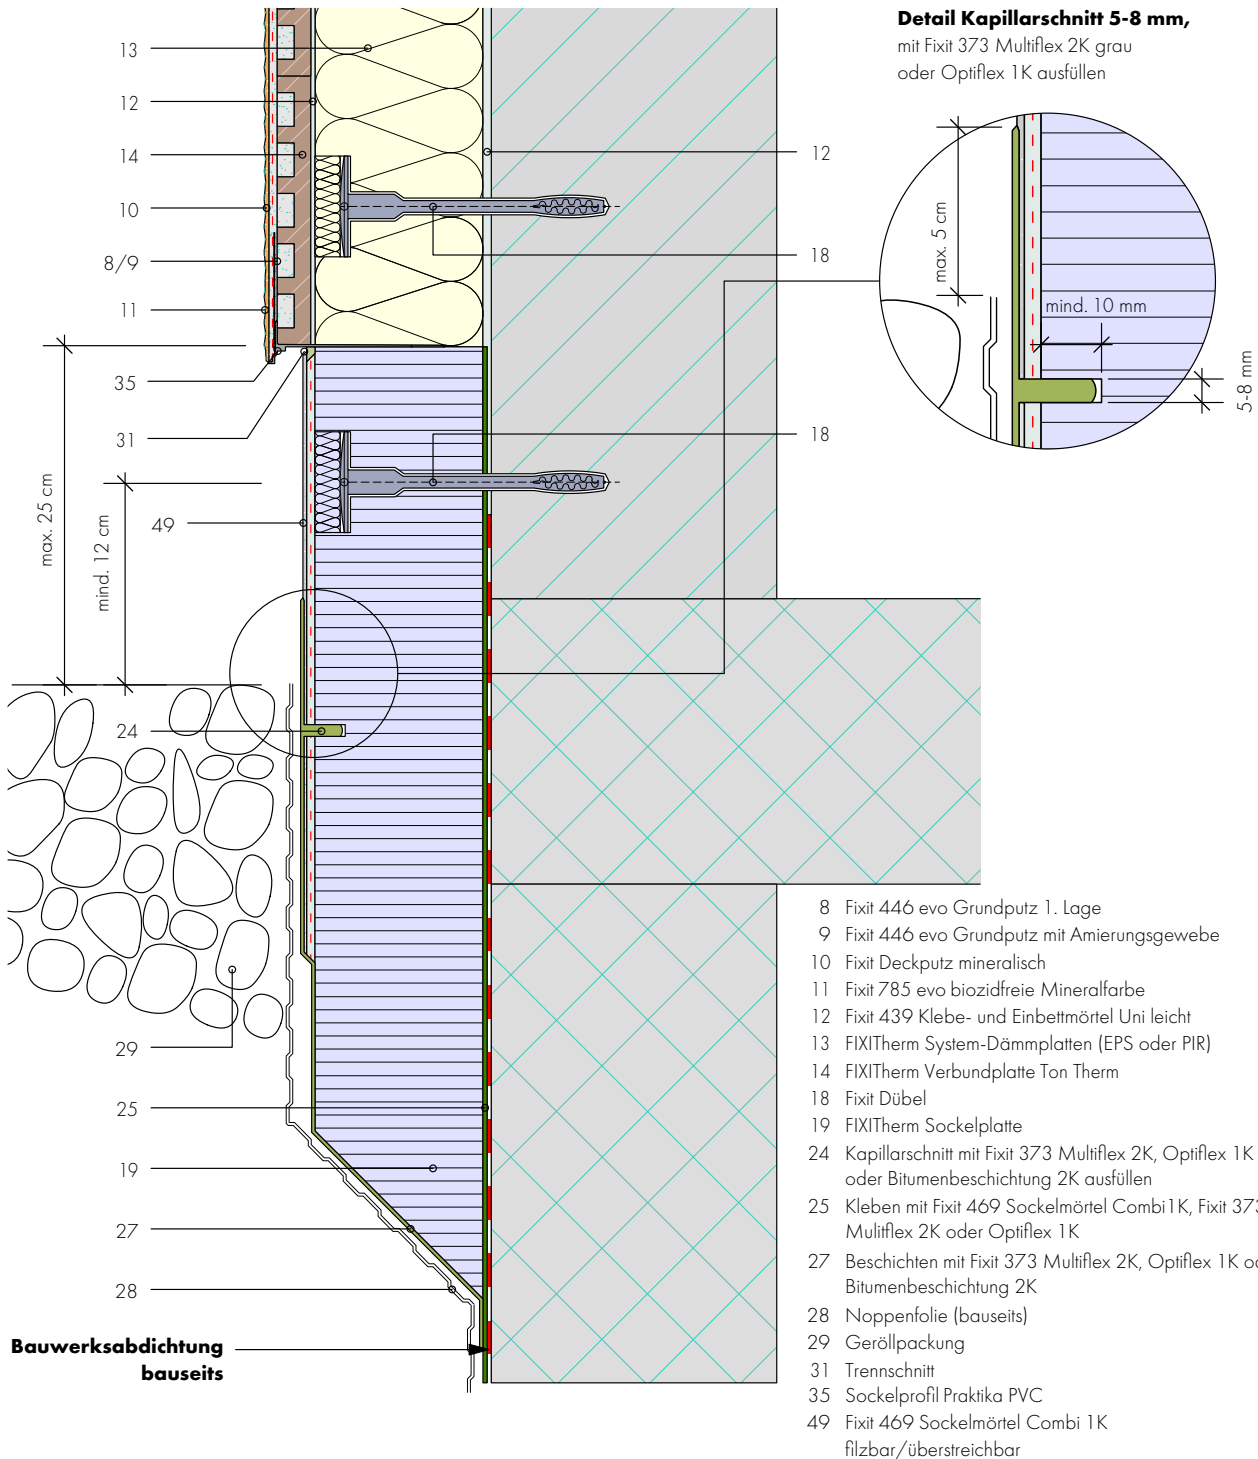 Detail Kapillarschnitt 5-8 mm,
mit Fixit 373 Multiflex 2K grau
oder Optiflex 1K ausfüllen
13
12
14
10
8/9
11
35
31
49
24
29
25
19
27
28
12
18
18
max. 25 cm
mind. 12 cm
max. 5 cm
mind. 10 mm
5-8 mm
Bauwerksabdichtung
bauseits
8 Fixit 446 evo Grundputz 1. Lage
9 Fixit 446 evo Grundputz mit Amierungsgewebe
10 Fixit Deckputz mineralisch
11 Fixit 785 evo biozidfreie Mineralfarbe
12 Fixit 439 Klebe- und Einbettmörtel Uni leicht
13 FIXITherm System-Dämmplatten (EPS oder PIR)
14 FIXITherm Verbundplatte Ton Therm
18 Fixit Dübel
19 FIXITherm Sockelplatte
24 Kapillarschnitt mit Fixit 373 Multiflex 2K, Optiflex 1K
oder Bitumenbeschichtung 2K ausfüllen
25 Kleben mit Fixit 469 Sockelmörtel Combi1K, Fixit 373
Mulitflex 2K oder Optiflex 1K
27 Beschichten mit Fixit 373 Multiflex 2K, Optiflex 1K
Bitumenbeschichtung 2K
28 Noppenfolie (bauseits)
29 Geröllpackung
31 Trennschnitt
35 Sockelprofil Praktika PVC
49 Fixit 469 Sockelmörtel Combi 1K
filzbar/überstreichbar